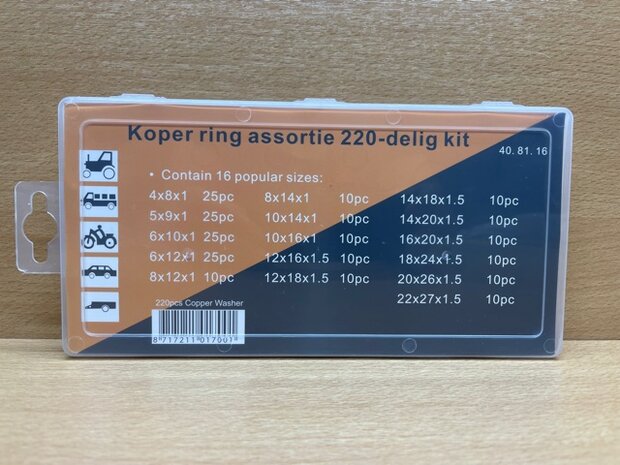 Koper ring assortie 220-delig kit
40. 81. 16
• Contain 16 popular sizes:
4x8x1 25pc 8x14x1 10pc 14x18x1.5 10pc
5x9x1 25pc 10x14x1 10pc 14x20x1.5 10pc
6x10x1 25pc 10x16x1 10pc 16x20x1.5 10pc
6x12x1 25pc 12x16x1.5 10pc 18x24x1.5 10pc
8x12x1 10pc 12x18x1.5 10pc 20x26x1.5 10pc
22x27x1.5 10pc
220pcs Copper Washer
8 717211 017001